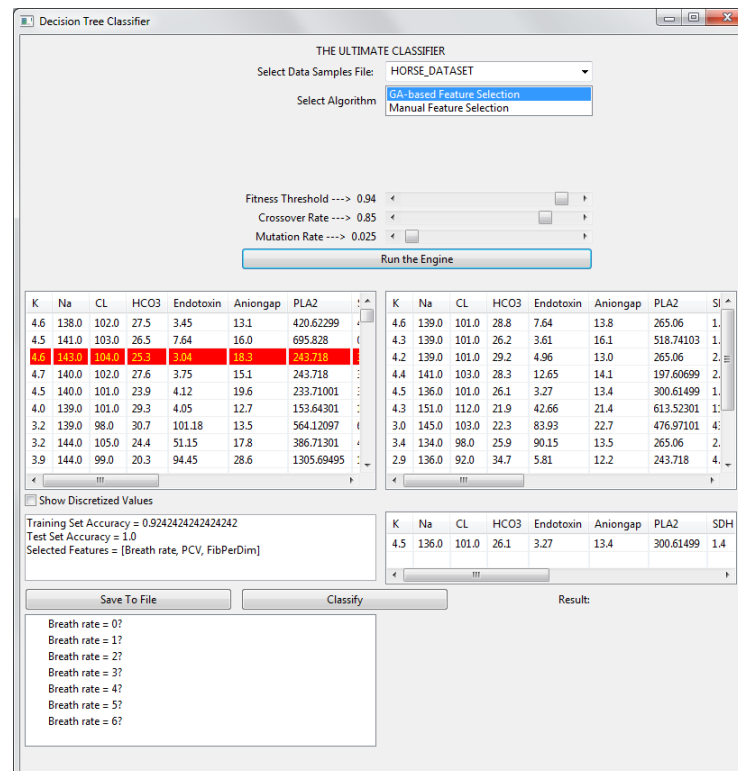 Decision Tree Classifier
THE ULTIMATE CLASSIFIER
Select Data Samples File: HORSE_DATASET
Select Algorithm
GA-based Feature Selection
Manual Feature Selection
Fitness Threshold ---> 0.94
Crossover Rate ---> 0.85
Mutation Rate ---> 0.025
Run the Engine
K Na CL HCO3 Endotoxin Aniongap PLA2
4.6 138.0 102.0 27.5 3.45 13.1 420.62299
4.5 141.0 103.0 26.5 7.64 16.0 695.828
4.6 143.0 104.0 25.3 3.04 18.3 243.718
4.7 140.0 102.0 27.6 3.75 15.1 243.718
4.5 140.0 101.0 23.9 4.12 19.6 233.71001
4.0 139.0 101.0 29.3 4.05 12.7 153.64301
3.2 139.0 98.0 30.7 101.18 13.5 564.12097
3.2 144.0 105.0 24.4 51.15 17.8 386.71301
3.9 144.0 99.0 20.3 94.45 28.6 1305.69495
K Na CL HCO3 Endotoxin Aniongap PLA2
4.6 139.0 101.0 28.8 7.64 13.8 265.06 1.
4.3 139.0 101.0 26.2 3.61 16.1 518.74103 1.
4.2 139.0 101.0 29.2 4.96 13.0 265.06 2.
4.4 141.0 103.0 28.3 12.65 14.1 197.60699 2.
4.5 136.0 101.0 26.1 3.27 13.4 300.61499 1.
4.3 151.0 112.0 21.9 42.66 21.4 613.52301
3.0 145.0 103.0 22.3 83.93 22.7 476.97101
3.4 134.0 98.0 25.9 90.15 13.5 265.06 2.
2.9 136.0 92.0 34.7 5.81 12.2 243.718 4.
Show Discretized Values
Training Set Accuracy = 0.9242424242424242
Test Set Accuracy = 1.0
Selected Features = [Breath rate, PCV, FibPerDim]
K Na CL HCO3 Endotoxin Aniongap PLA2 SDH
4.5 136.0 101.0 26.1 3.27 13.4 300.61499 1.4
Save To File
Classify
Result:
Breath rate = 0?
Breath rate = 1?
Breath rate = 2?
Breath rate = 3?
Breath rate = 4?
Breath rate = 5?
Breath rate = 6?